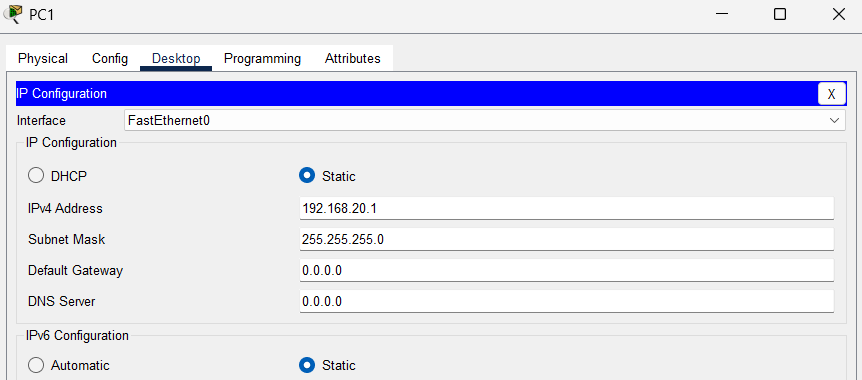 PC1
Physical Config Desktop Programming Attributes
IP Configuration X
Interface FastEthernet0
IP Configuration
DHCP Static
IPv4 Address 192.168.20.1
Subnet Mask 255.255.255.0
Default Gateway 0.0.0.0
DNS Server 0.0.0.0
IPv6 Configuration
Automatic Static